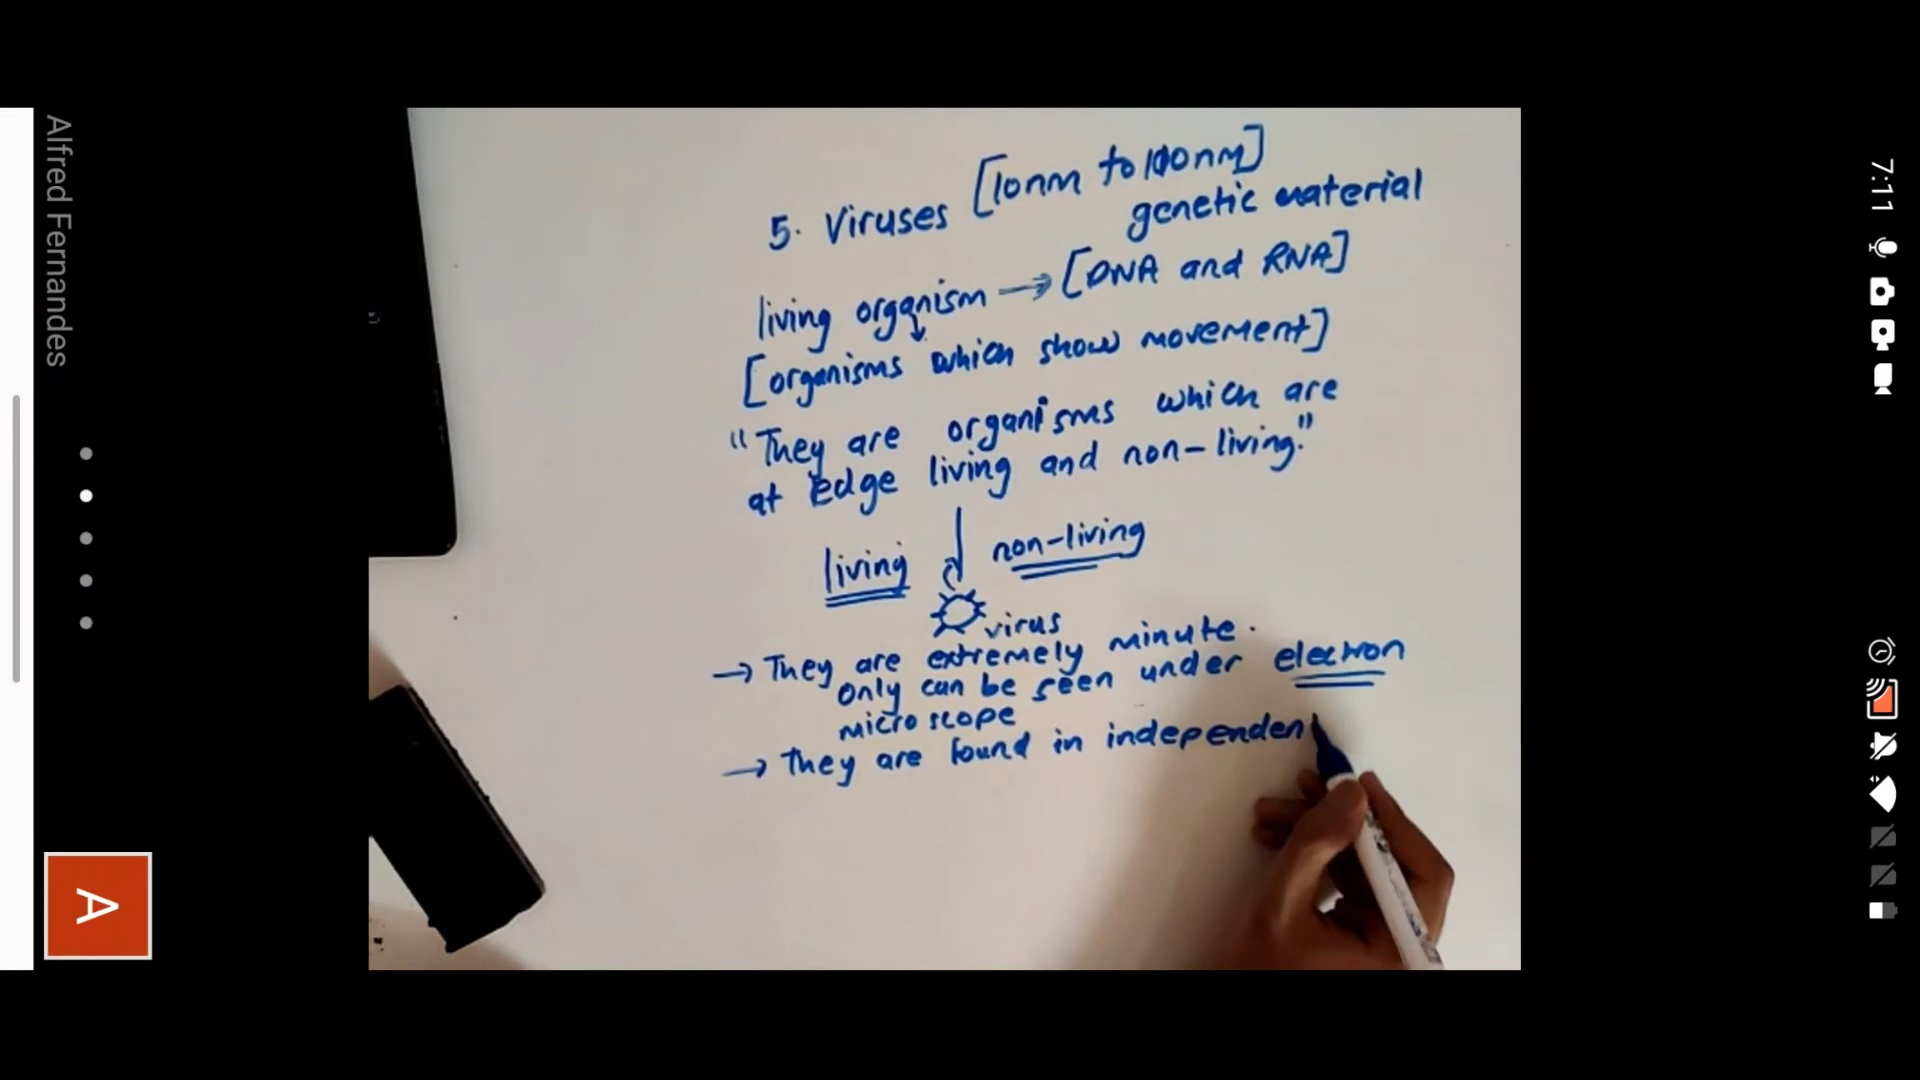 5. Viruses [10nm to 100nm]
genetic material
living organism → [DNA and RNA]
[organisms which show movement]
"They are organisms which are
at edge living and non-living."
living non-living
virus
→ They are extremely minute.
only can be seen under electron
microscope
→ They are found in independen
Alfred Fernandes
A
7:11